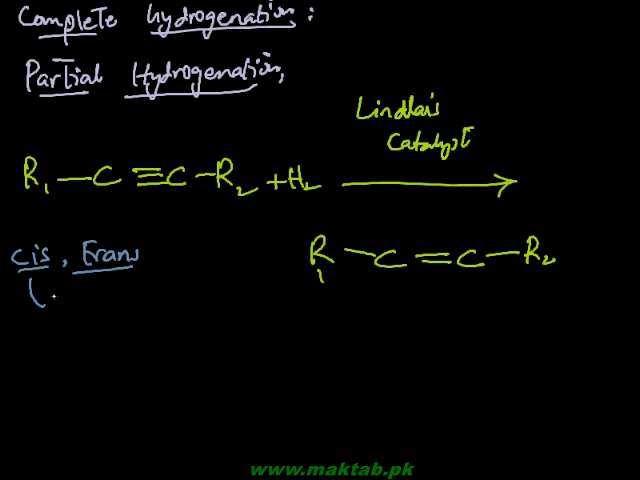 Complete hydrogenation :
Partial Hydrogenation,
Lindlar's
Catalyst
R₁ — C ≡ C – R₂ + H₂ →
cis, trans
R₁ — C = C — R₂
www.maktab.pk